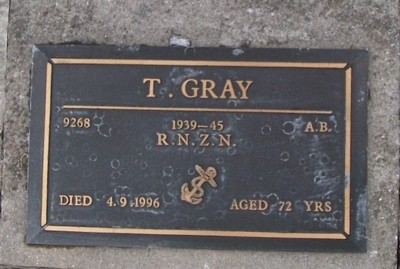 T. GRAY
9268 1939—45 A.B.
R.N.Z.N.
DIED 4.9.1996 AGED 72 YRS